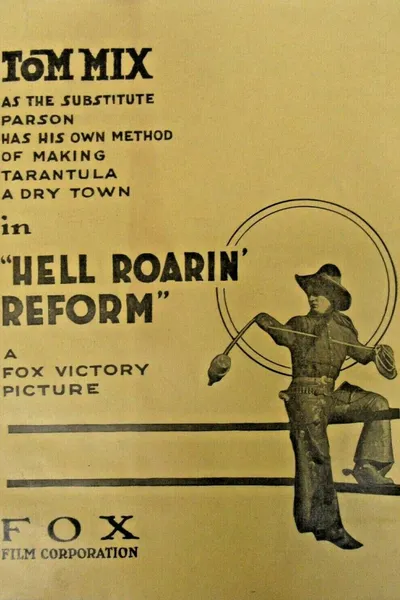 TOM MIX
AS THE SUBSTITUTE
PARSON
HAS HIS OWN METHOD
OF MAKING
TARANTULA
A DRY TOWN
in
"HELL ROARIN'
REFORM"
A
FOX VICTORY
PICTURE
FOX
FILM CORPORATION